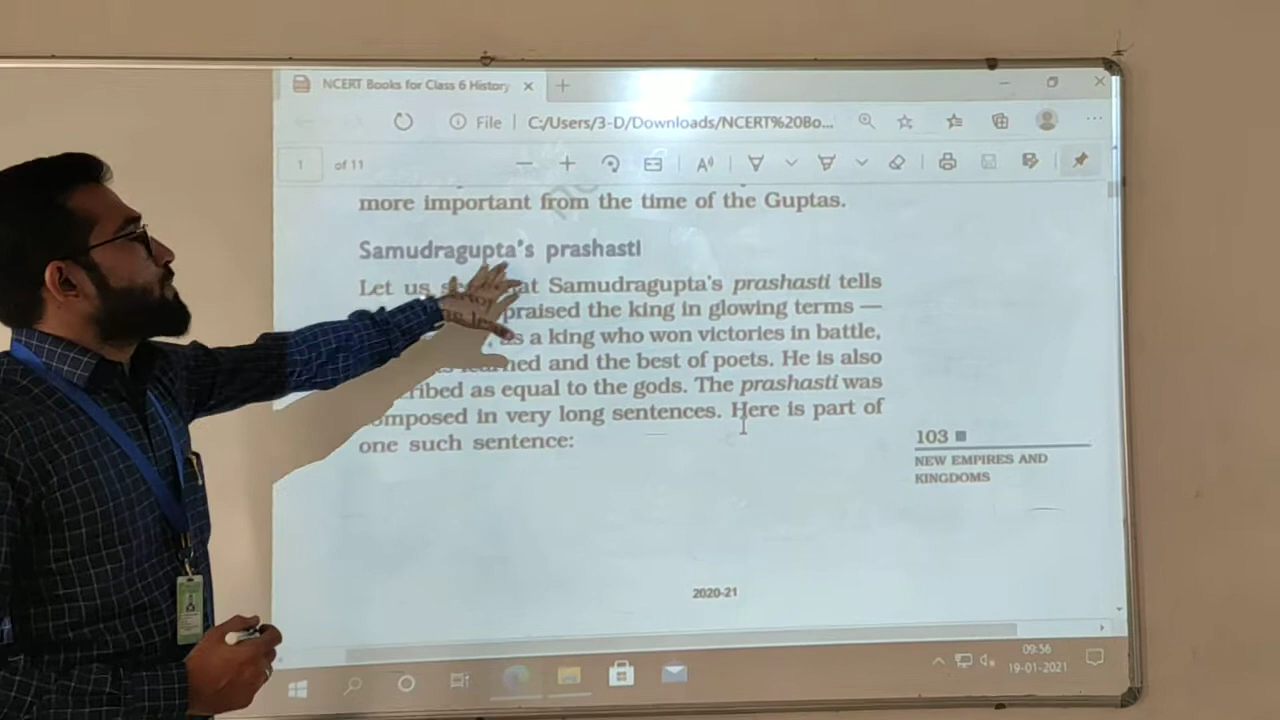 NCERT Books for Class 6 History
File | C:/Users/3-D/Downloads/NCERT%20Bo...
1 of 11
more important from the time of the Guptas.
Samudragupta's prashasti
Let us at Samudragupta's prashasti tells
praised the king in glowing terms —
as a king who won victories in battle,
and the best of poets. He is also
as equal to the gods. The prashasti was
omposed in very long sentences. Here is part of
one such sentence:
103
NEW EMPIRES AND
KINGDOMS
2020-21
09:56
19-01-2021